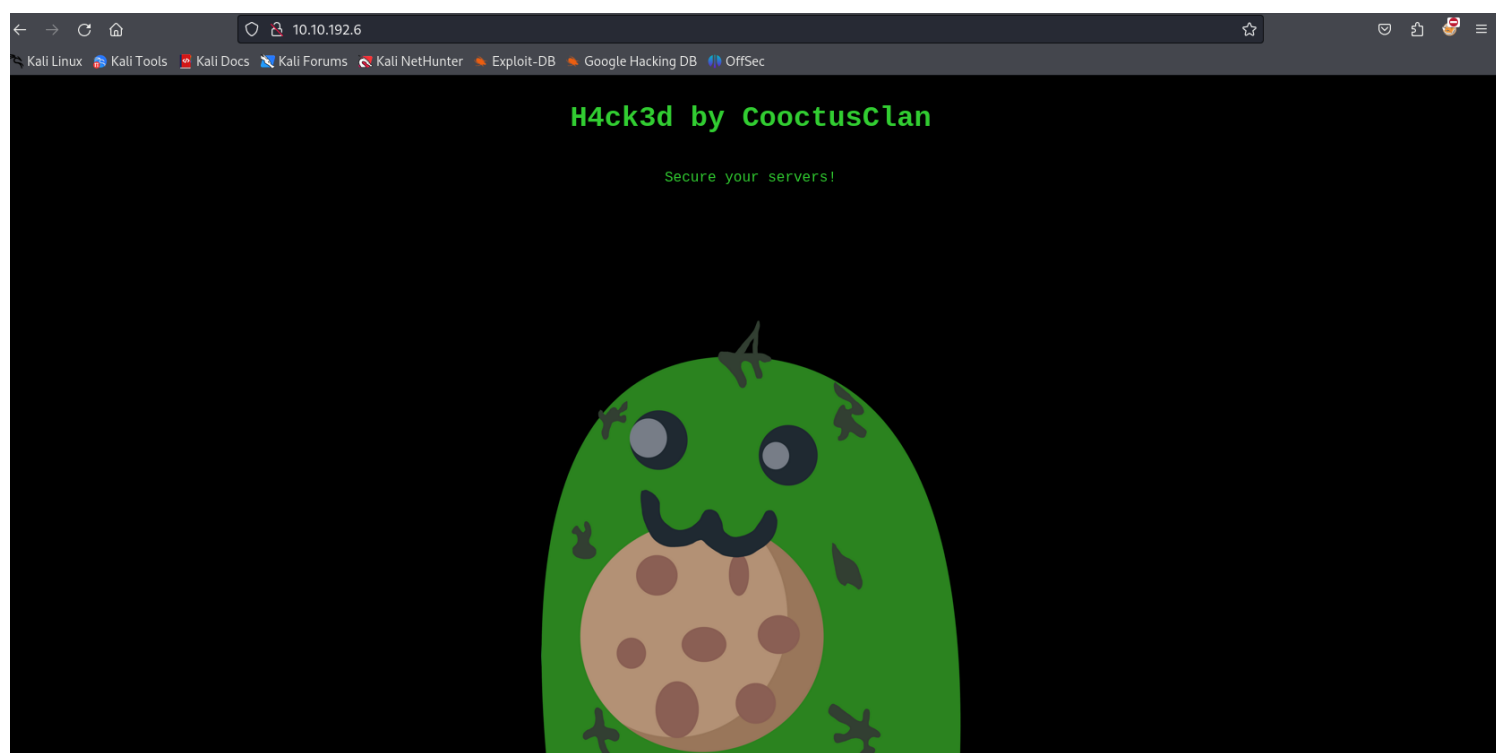 10.10.192.6
Kali Linux Kali Tools Kali Docs Kali Forums Kali NetHunter Exploit-DB Google Hacking DB OffSec
H4ck3d by CooctusClan
Secure your servers!